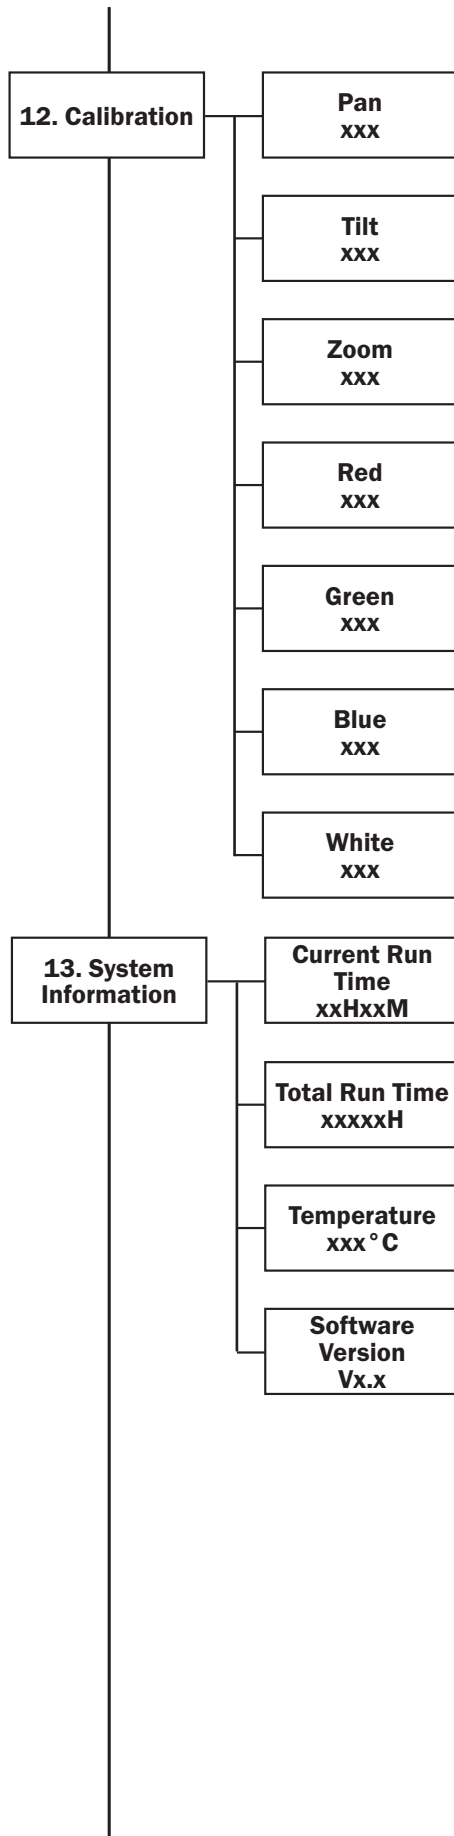 12. Calibration
Pan
xxx
Tilt
xxx
Zoom
xxx
Red
xxx
Green
xxx
Blue
xxx
White
xxx
13. System
Information
Current Run
Time
xxHxxM
Total Run Time
xxxxxH
Temperature
xxx°C
Software
Version
Vx.x